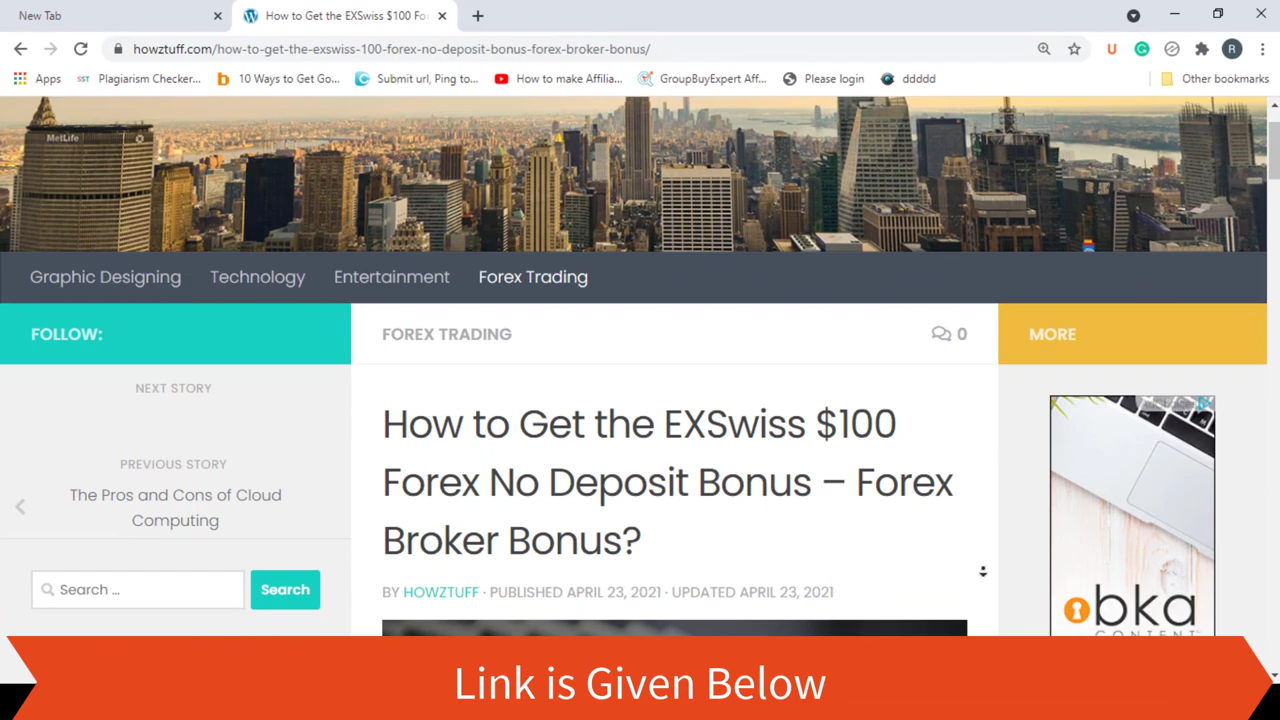 New Tab
How to Get the EXSwiss $100 Fo
howztuff.com/how-to-get-the-exswiss-100-forex-no-deposit-bonus-forex-broker-bonus/
U
R
Apps
SST
Plagiarism Checker...
b
10 Ways to Get Go...
Submit url, Ping to...
How to make Affilia...
GroupBuyExpert Aff...
Please login
ddddd
Other bookmarks
MetLife
Graphic Designing
Technology
Entertainment
Forex Trading
FOLLOW:
FOREX TRADING
0
MORE
NEXT STORY
PREVIOUS STORY
The Pros and Cons of Cloud
Computing
Search ...
Search
How to Get the EXSwiss $100
Forex No Deposit Bonus – Forex
Broker Bonus?
BY HOWZTUFF · PUBLISHED APRIL 23, 2021 · UPDATED APRIL 23, 2021
bka
CONTENT
Link is Given Below